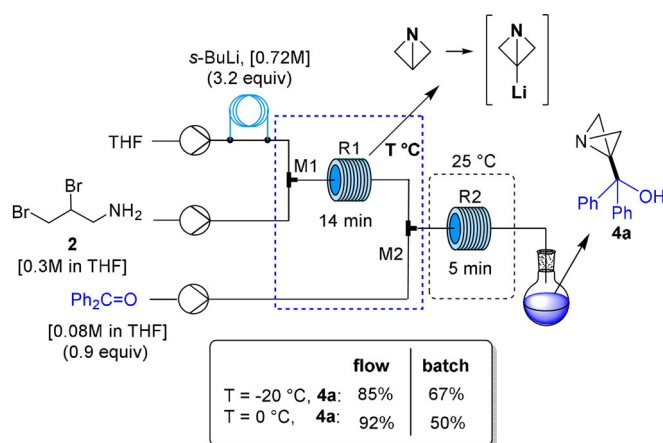 N
N
Li
s-BuLi, [0.72M]
(3.2 equiv)
THF
M1
R1
T °C
14 min
25 °C
R2
5 min
M2
Br
Br
NH2
2
[0.3M in THF]
Ph2C=O
[0.08M in THF]
(0.9 equiv)
N
Ph
OH
Ph
4a
flow batch
T = -20 °C, 4a: 85% 67%
T = 0 °C, 4a: 92% 50%